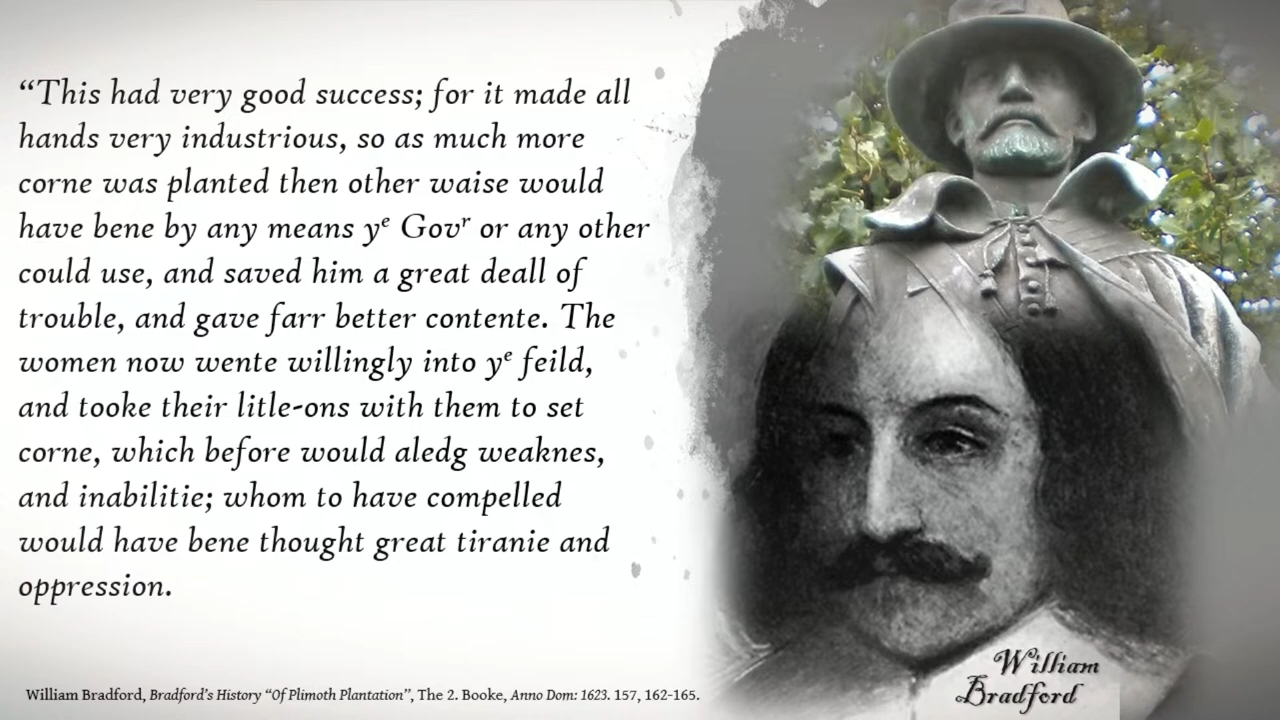 “This had very good success; for it made all
hands very industrious, so as much more
corne was planted then other waise would
have bene by any means yᵉ Govʳ or any other
could use, and saved him a great deall of
trouble, and gave farr better contente. The
women now wente willingly into yᵉ feild,
and tooke their litle-ons with them to set
corne, which before would aledg weaknes,
and inabilitie; whom to have compelled
would have bene thought great tiranie and
oppression.
William Bradford, Bradford's History “Of Plimoth Plantation”, The 2. Booke, Anno Dom: 1623. 157, 162-165.
William
Bradford